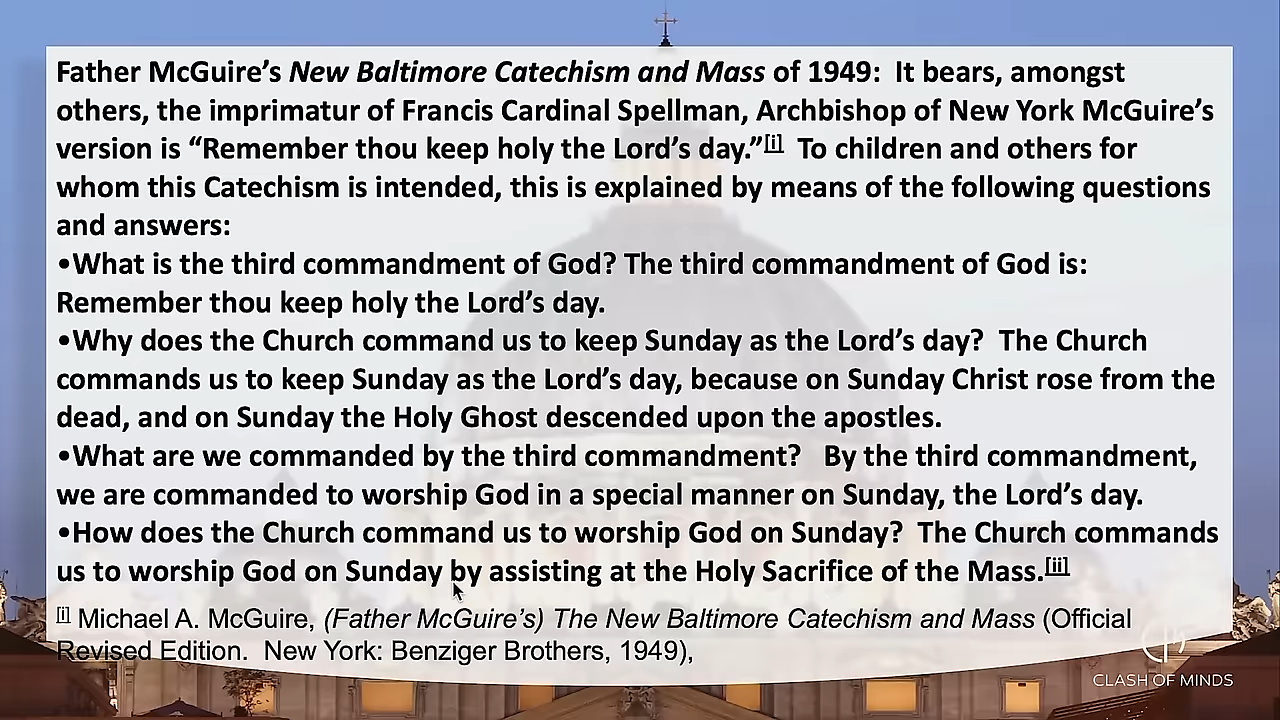 Father McGuire’s New Baltimore Catechism and Mass of 1949:  It bears, amongst
others, the imprimatur of Francis Cardinal Spellman, Archbishop of New York McGuire’s
version is “Remember thou keep holy the Lord’s day.”[i]  To children and others for
whom this Catechism is intended, this is explained by means of the following questions
and answers:
•What is the third commandment of God? The third commandment of God is:
Remember thou keep holy the Lord’s day.
•Why does the Church command us to keep Sunday as the Lord’s day?  The Church
commands us to keep Sunday as the Lord’s day, because on Sunday Christ rose from the
dead, and on Sunday the Holy Ghost descended upon the apostles.
•What are we commanded by the third commandment?   By the third commandment,
we are commanded to worship God in a special manner on Sunday, the Lord’s day.
•How does the Church command us to worship God on Sunday?  The Church commands
us to worship God on Sunday by assisting at the Holy Sacrifice of the Mass.[ii]
[i] Michael A. McGuire, (Father McGuire’s) The New Baltimore Catechism and Mass (Official
Revised Edition.  New York: Benziger Brothers, 1949),
CLASH OF MINDS